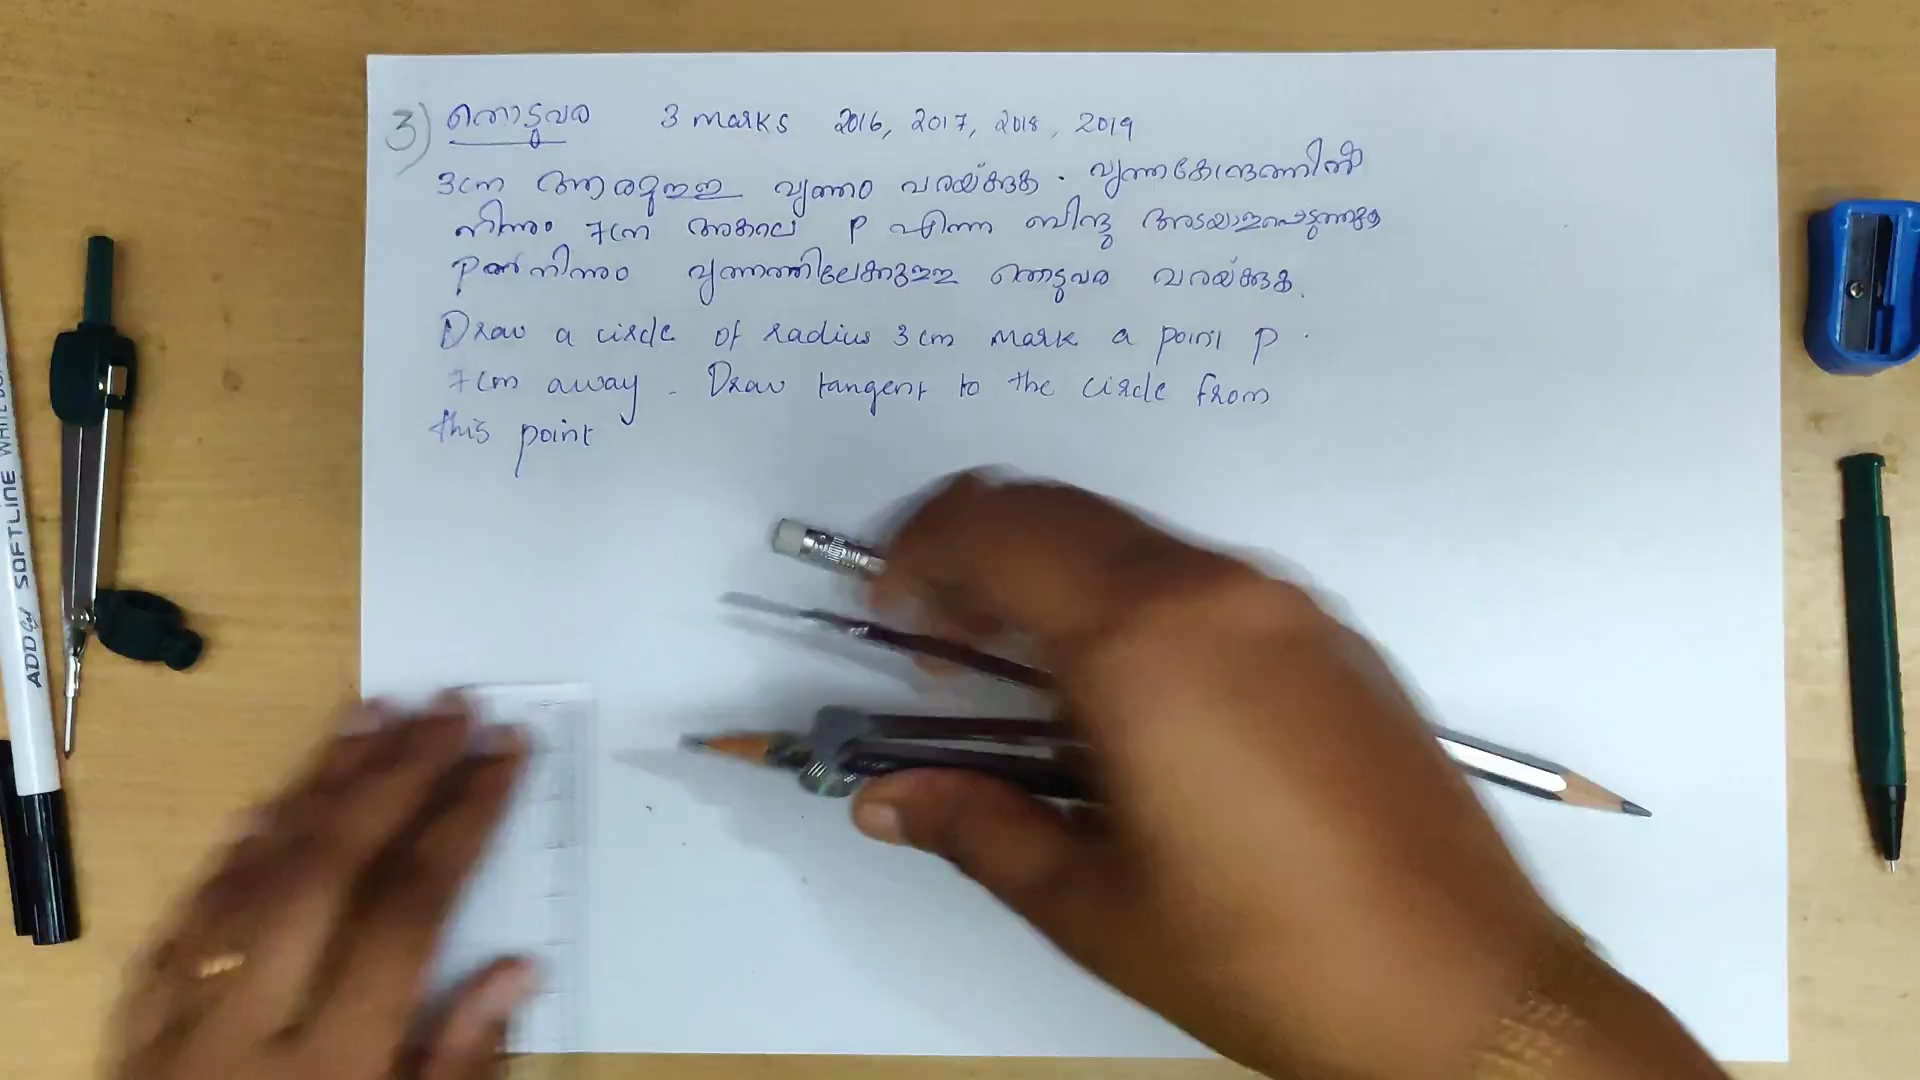 3) തൊടുവര 3 marks 2016, 2017, 2018, 2019
3cm ആരമുള്ള വൃത്തം വരയ്ക്കുക. വൃത്തകേന്ദ്രത്തിൽ
നിന്നും 7cm അകലെ P എന്ന ബിന്ദു അടയാളപ്പെടുത്തുക
P ൽ നിന്നും വൃത്തത്തിലേക്കുള്ള തൊടുവര വരയ്ക്കുക.
Draw a circle of radius 3cm mark a point p.
7cm away. Draw tangent to the circle from
this point
ADD Gel SOFTLINE